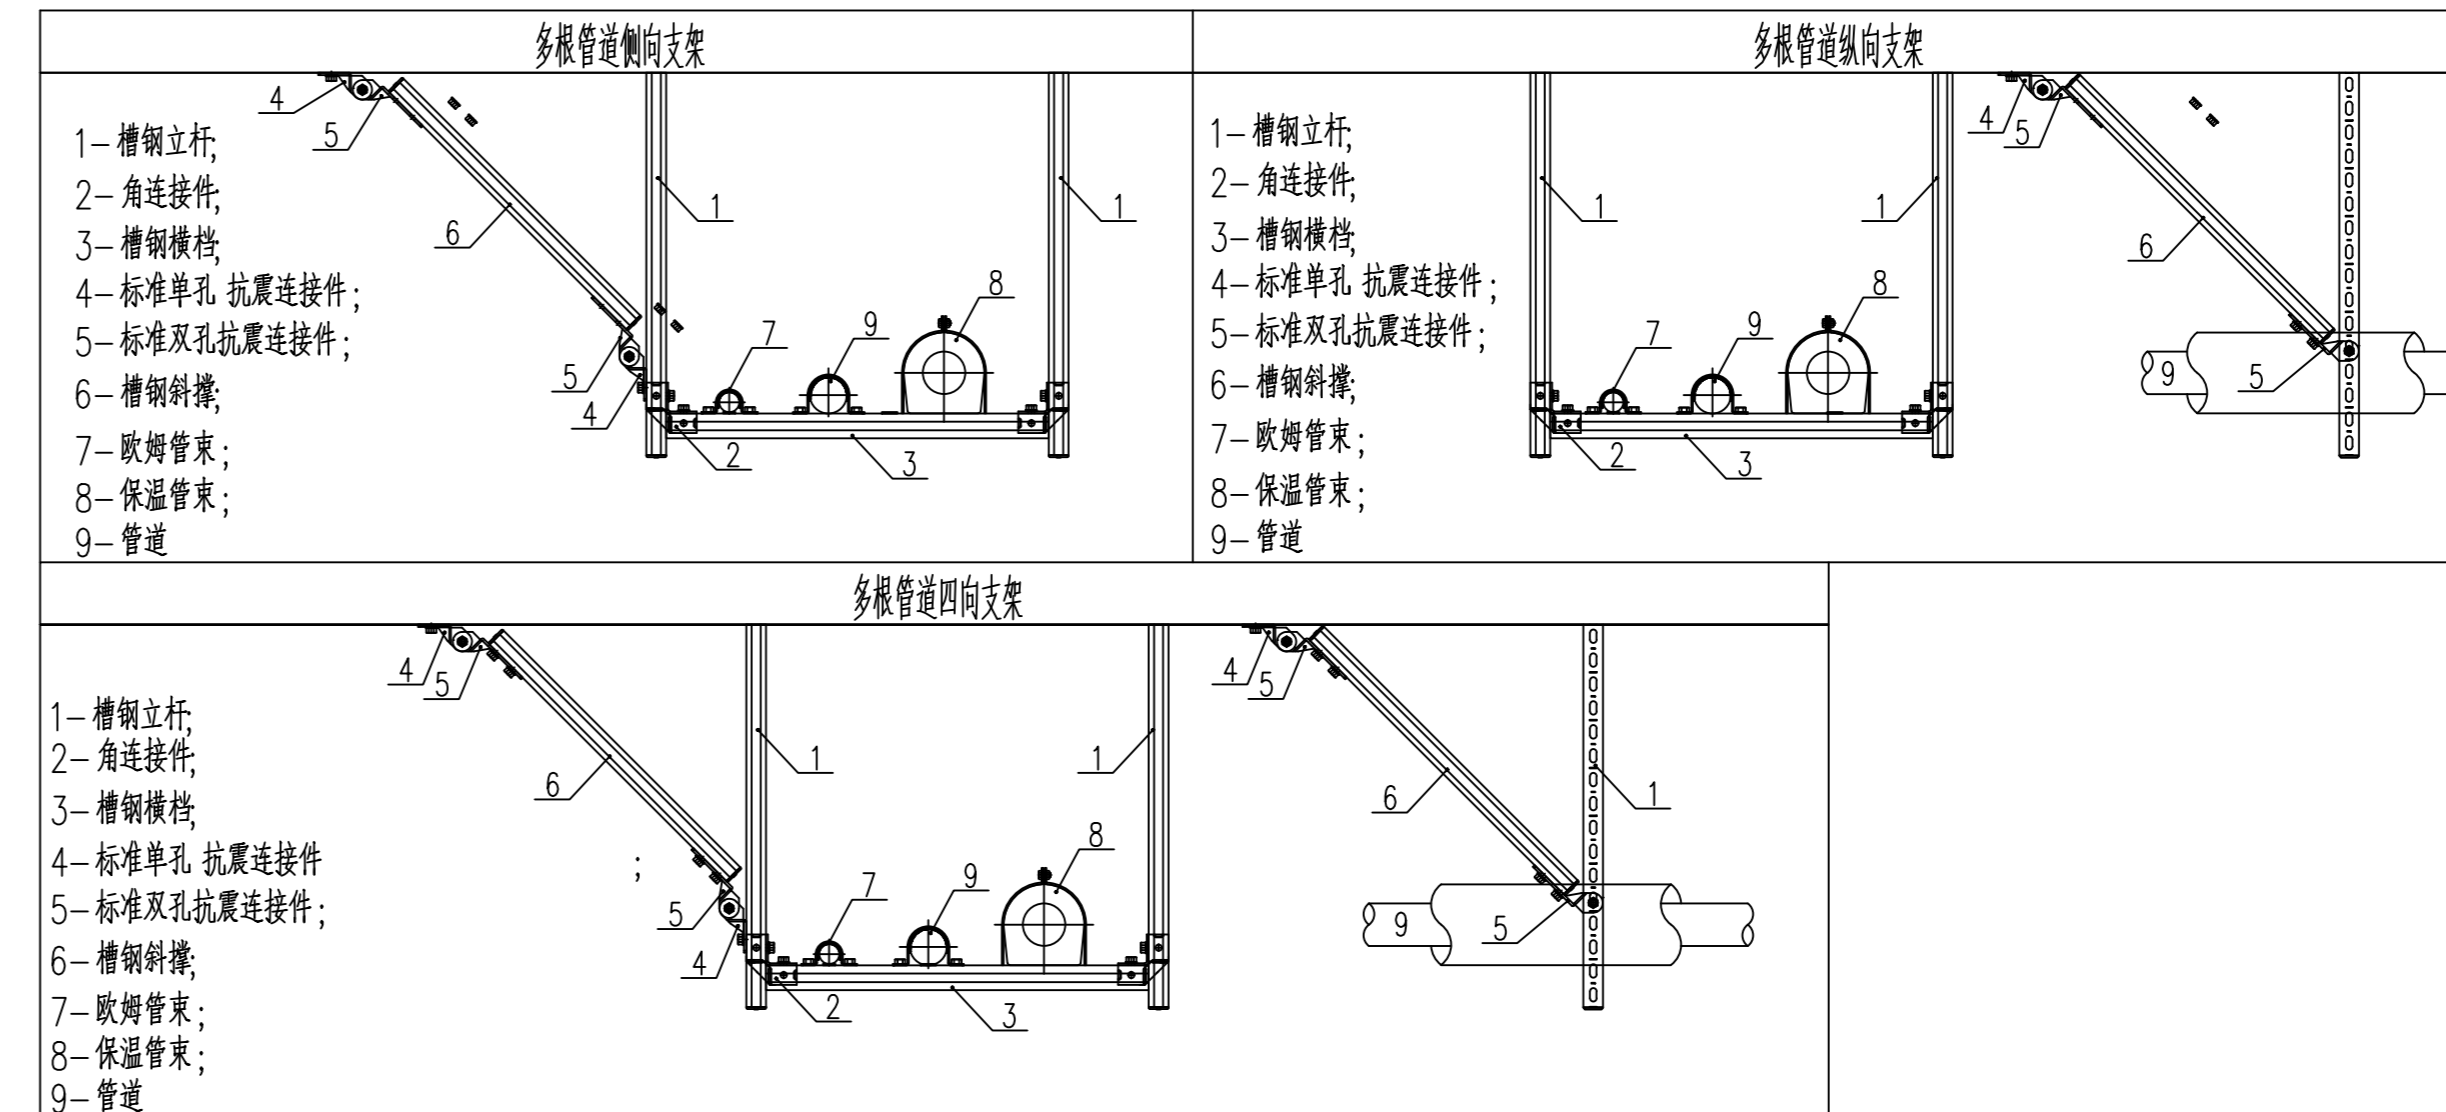 多根管道侧向支架
1-槽钢立杆;
2-角连接件;
3-槽钢横档;
4-标准单孔 抗震连接件;
5-标准双孔抗震连接件;
6-槽钢斜撑;
7-欧姆管束;
8-保温管束;
9-管道
4
5
6
1
1
8
9
7
5
4
2
3
多根管道纵向支架
1-槽钢立杆;
2-角连接件;
3-槽钢横档;
4-标准单孔 抗震连接件;
5-标准双孔抗震连接件;
6-槽钢斜撑;
7-欧姆管束;
8-保温管束;
9-管道
1
1
8
9
7
2
3
4
5
6
9
5
多根管道四向支架
1-槽钢立杆;
2-角连接件;
3-槽钢横档;
4-标准单孔 抗震连接件 ;
5-标准双孔抗震连接件;
6-槽钢斜撑;
7-欧姆管束;
8-保温管束;
9-管道
4
5
6
1
1
8
9
7
5
4
2
3
4
5
6
1
9
5